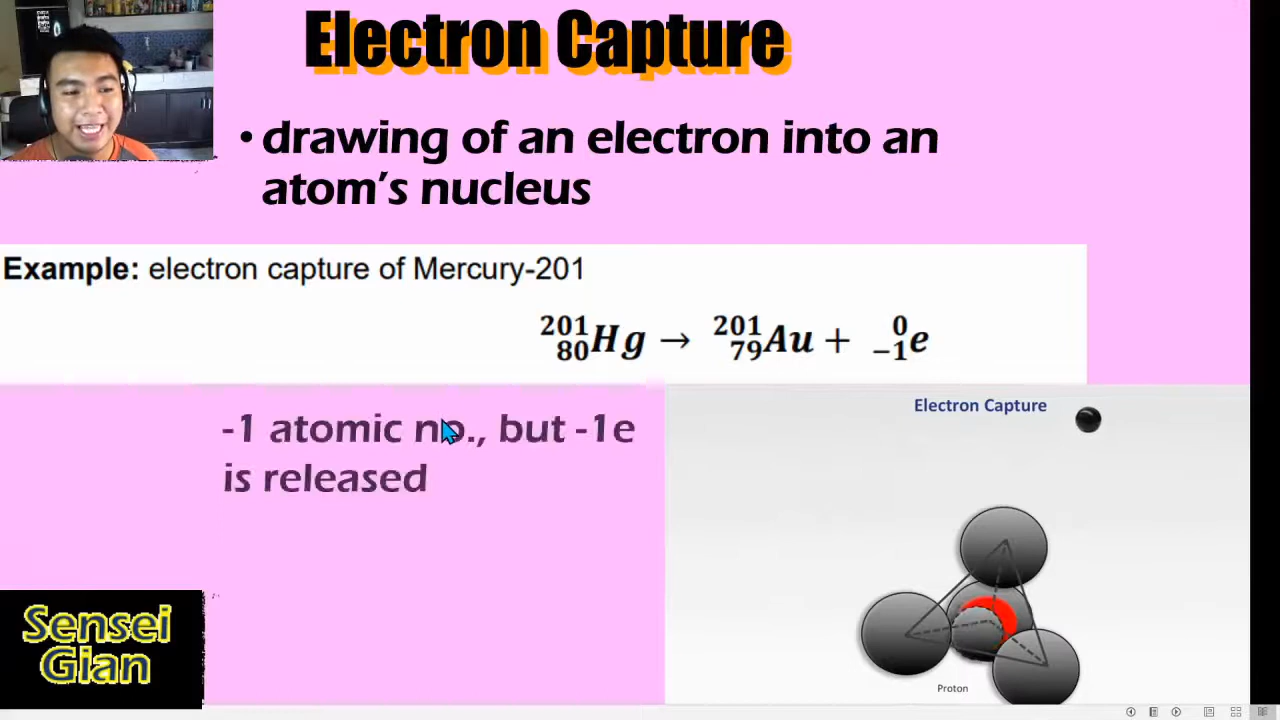 Electron Capture
• drawing of an electron into an
atom's nucleus
Example: electron capture of Mercury-201
²⁰¹₈₀Hg → ²⁰¹₇₉Au + ⁰₋₁e
-1 atomic no., but -1e
is released
Electron Capture
Proton
Sensei
Gian